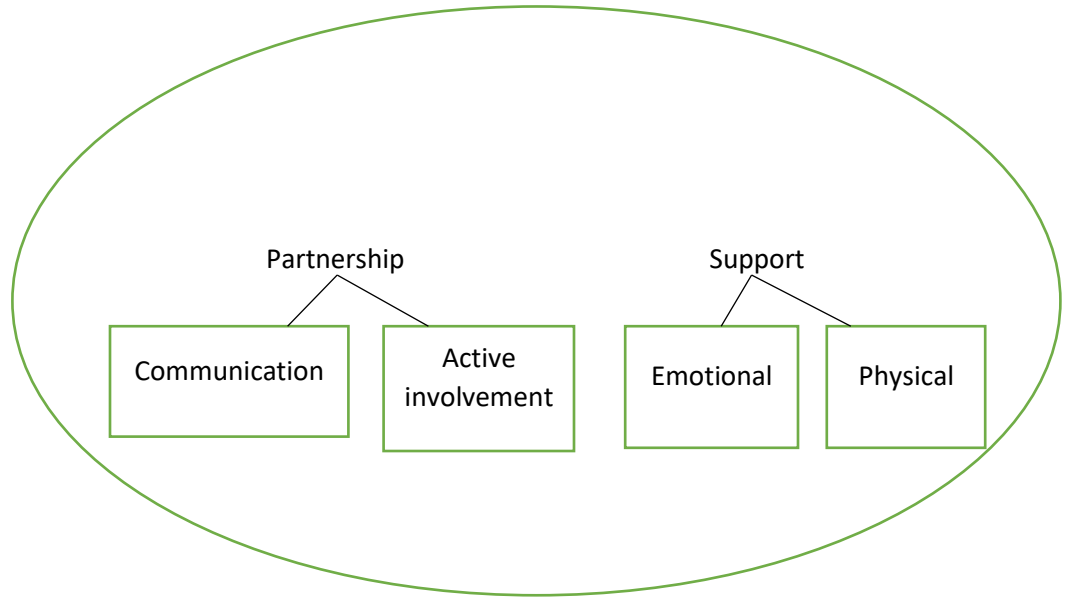 Partnership
Support
Communication
Active
involvement
Emotional
Physical